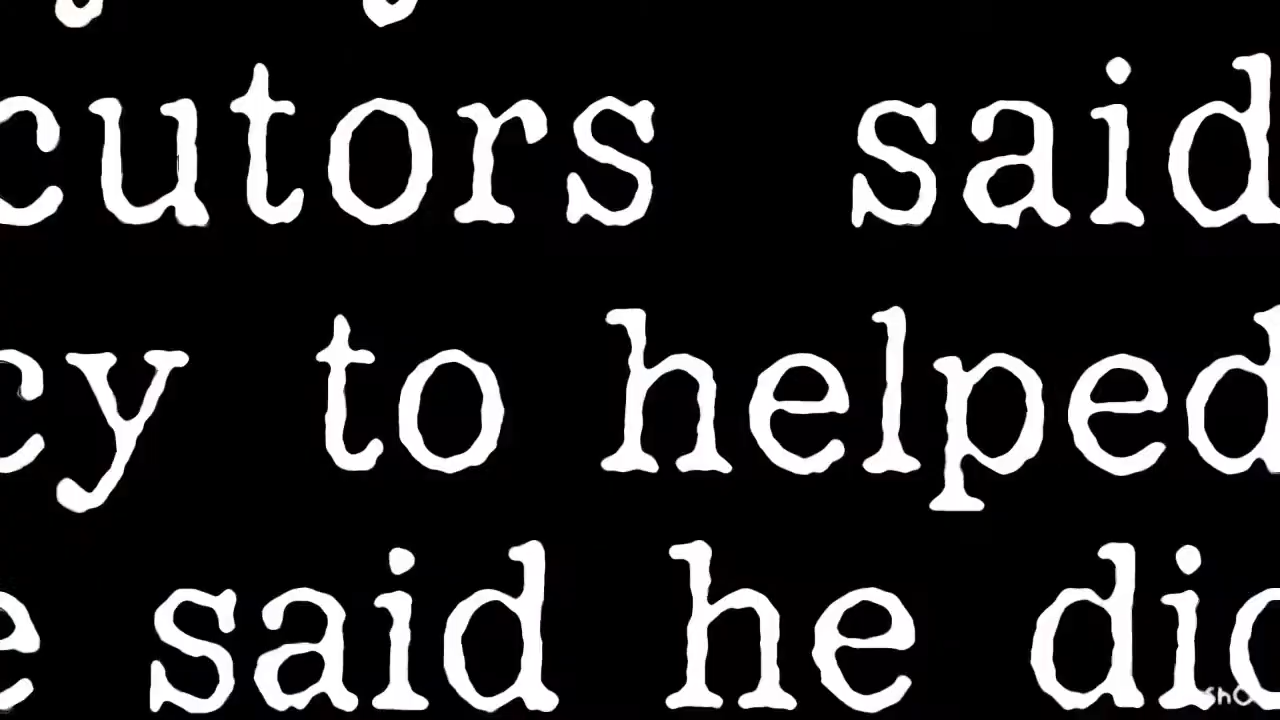 cutors said
cy to helped
e said he did